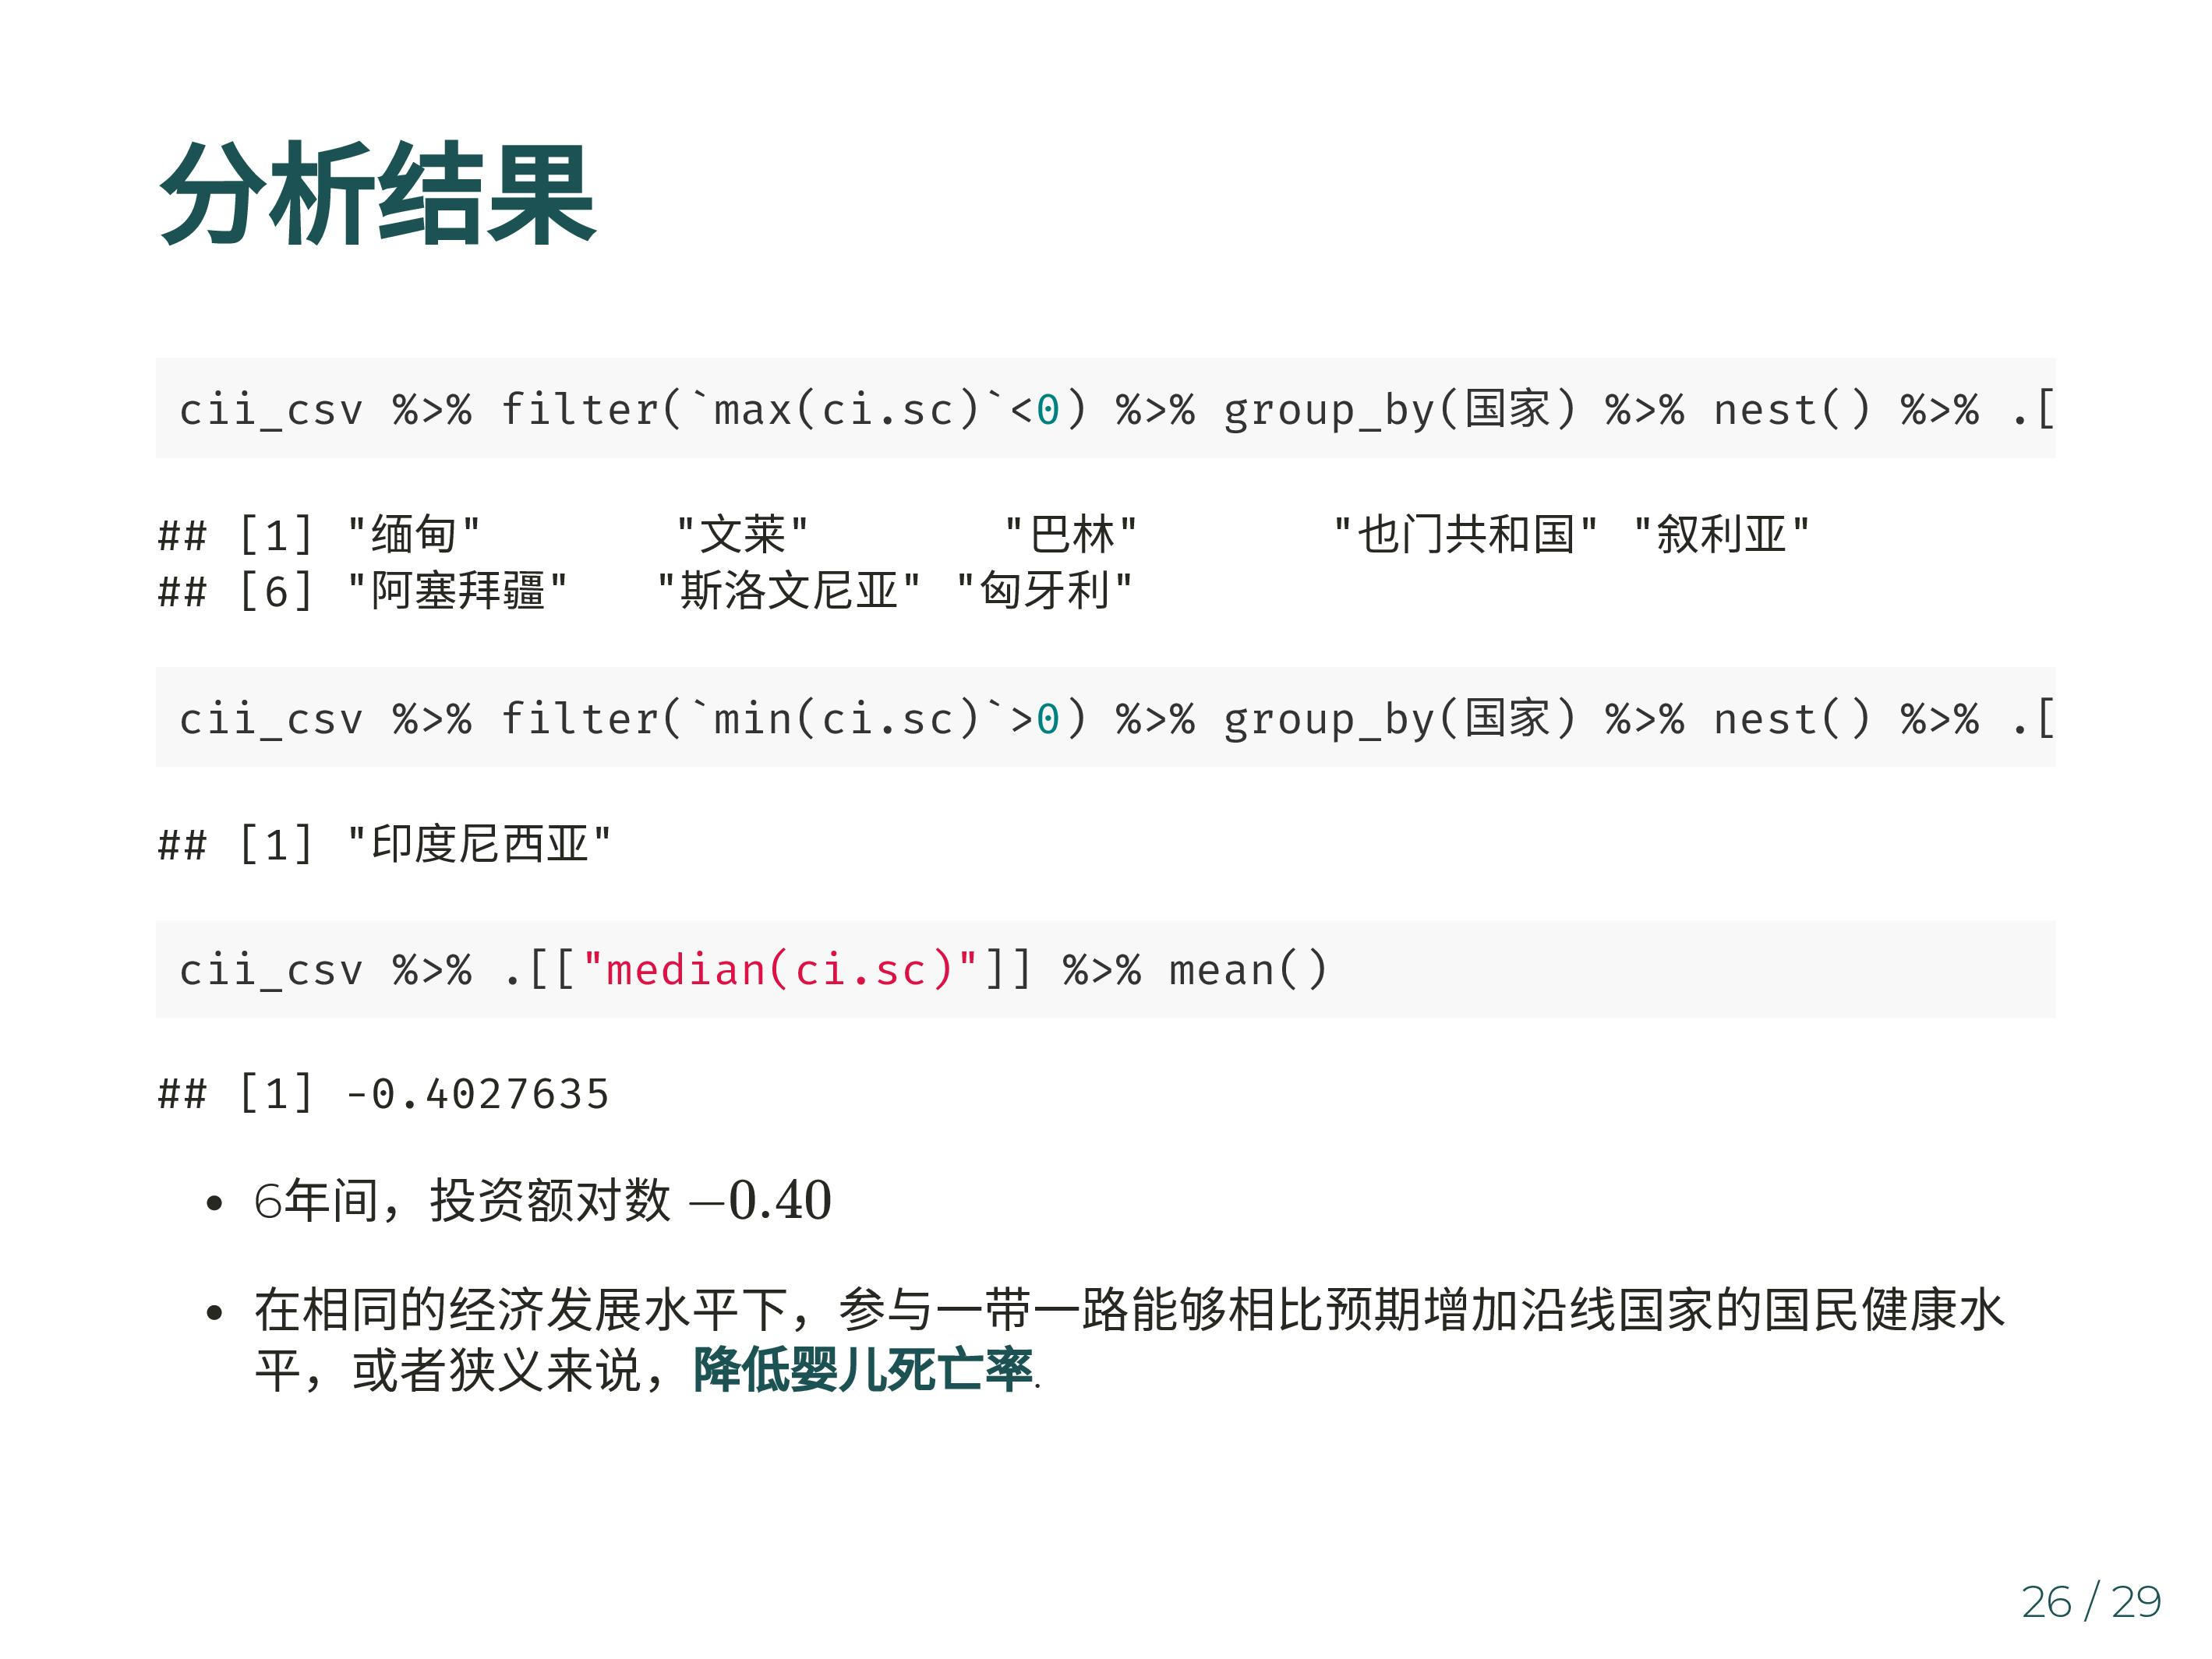 分析结果
cii_csv %>% filter(`max(ci.sc)`<0) %>% group_by(国家) %>% nest() %>% .[
## [1] "缅甸" "文莱" "巴林" "也门共和国" "叙利亚"
## [6] "阿塞拜疆" "斯洛文尼亚" "匈牙利"
cii_csv %>% filter(`min(ci.sc)`>0) %>% group_by(国家) %>% nest() %>% .[
## [1] "印度尼西亚"
cii_csv %>% .[["median(ci.sc)"]] %>% mean()
## [1] -0.4027635
• 6年间，投资额对数 −0.40
• 在相同的经济发展水平下，参与一带一路能够相比预期增加沿线国家的国民健康水
平，或者狭义来说，降低婴儿死亡率.
26 / 29